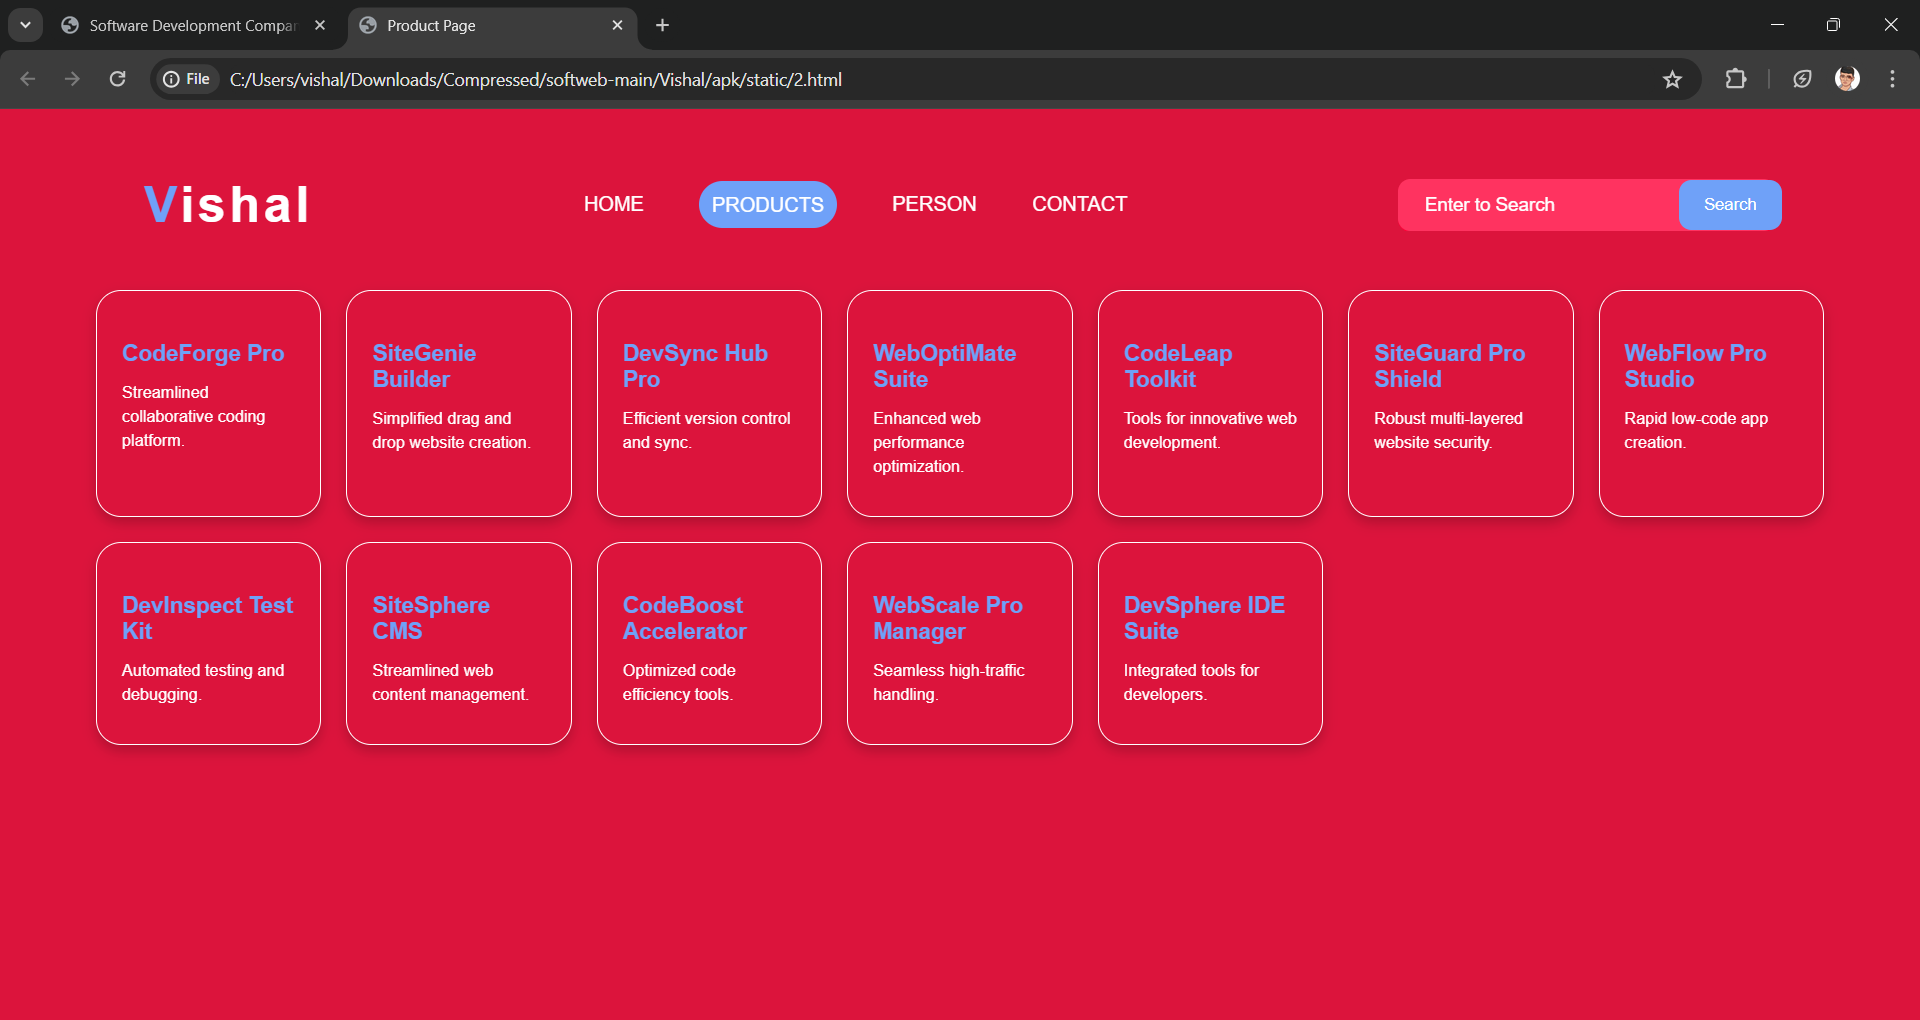 Software Development Compan
Product Page
File C:/Users/vishal/Downloads/Compressed/softweb-main/Vishal/apk/static/2.html
Vishal
HOME PRODUCTS PERSON CONTACT
Enter to Search Search
CodeForge Pro
Streamlined
collaborative coding
platform.
SiteGenie
Builder
Simplified drag and
drop website creation.
DevSync Hub
Pro
Efficient version control
and sync.
WebOptiMate
Suite
Enhanced web
performance
optimization.
CodeLeap
Toolkit
Tools for innovative web
development.
SiteGuard Pro
Shield
Robust multi-layered
website security.
WebFlow Pro
Studio
Rapid low-code app
creation.
DevInspect Test
Kit
Automated testing and
debugging.
SiteSphere
CMS
Streamlined web
content management.
CodeBoost
Accelerator
Optimized code
efficiency tools.
WebScale Pro
Manager
Seamless high-traffic
handling.
DevSphere IDE
Suite
Integrated tools for
developers.